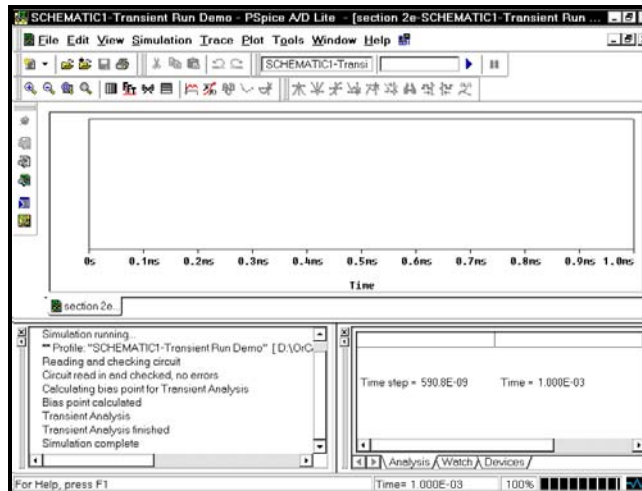 SCHEMATIC1-Transient Run Demo - PSpice A/D Lite - [section 2e-SCHEMATIC1-Transient Run ...
File Edit View Simulation Trace Plot Tools Window Help
SCHEMATIC1-Transi
0s 0.1ms 0.2ms 0.3ms 0.4ms 0.5ms 0.6ms 0.7ms 0.8ms 0.9ms 1.0ms
Time
section 2e...
Simulation running...
** Profile: "SCHEMATIC1-Transient Run Demo" [ D:\OrC
Reading and checking circuit
Circuit read in and checked, no errors
Calculating bias point for Transient Analysis
Bias point calculated
Transient Analysis
Transient Analysis finished
Simulation complete
Time step = 590.8E-09 Time = 1.000E-03
Analysis Watch Devices
For Help, press F1 Time= 1.000E-03 100%